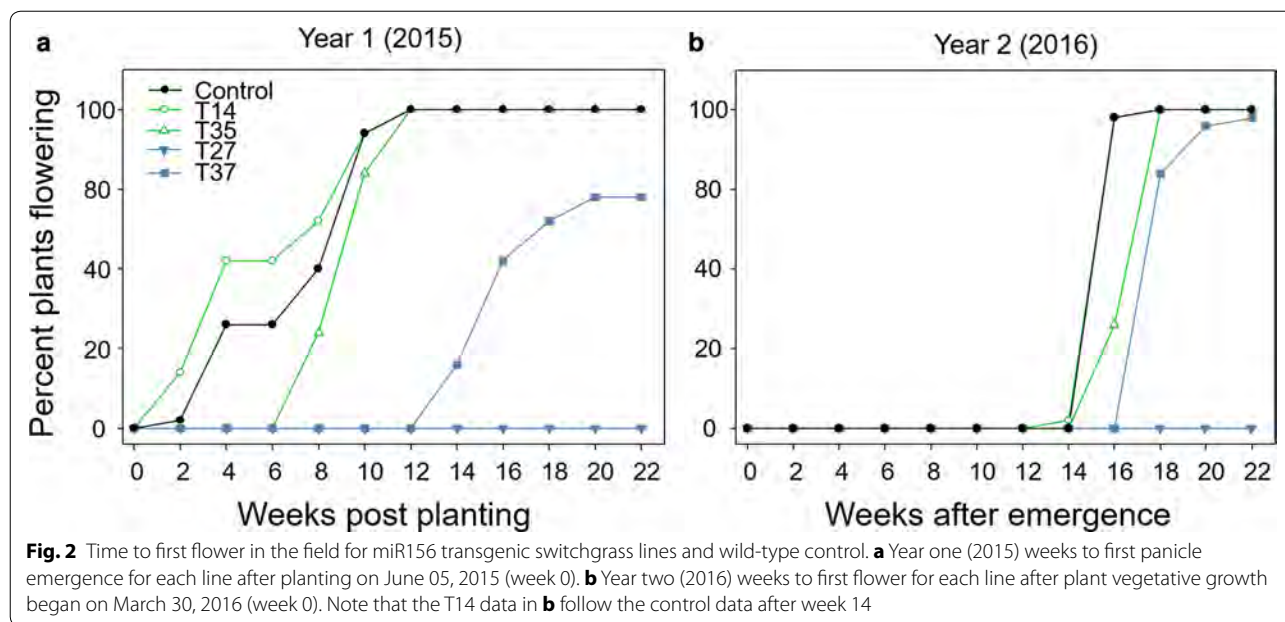 a
Year 1 (2015)
b
Year 2 (2016)
Control
T14
T35
T27
T37
Percent plants flowering
100
80
40
20
0
0 2 4 6 8 10 12 14 16 18 20 22
Weeks post planting
100
80
40
20
0
0 2 4 6 8 10 12 14 16 18 20 22
Weeks after emergence
Fig. 2 Time to first flower in the field for miR156 transgenic switchgrass lines and wild-type control. a Year one (2015) weeks to first panicle
emergence for each line after planting on June 05, 2015 (week 0). b Year two (2016) weeks to first flower for each line after plant vegetative growth
began on March 30, 2016 (week 0). Note that the T14 data in b follow the control data after week 14